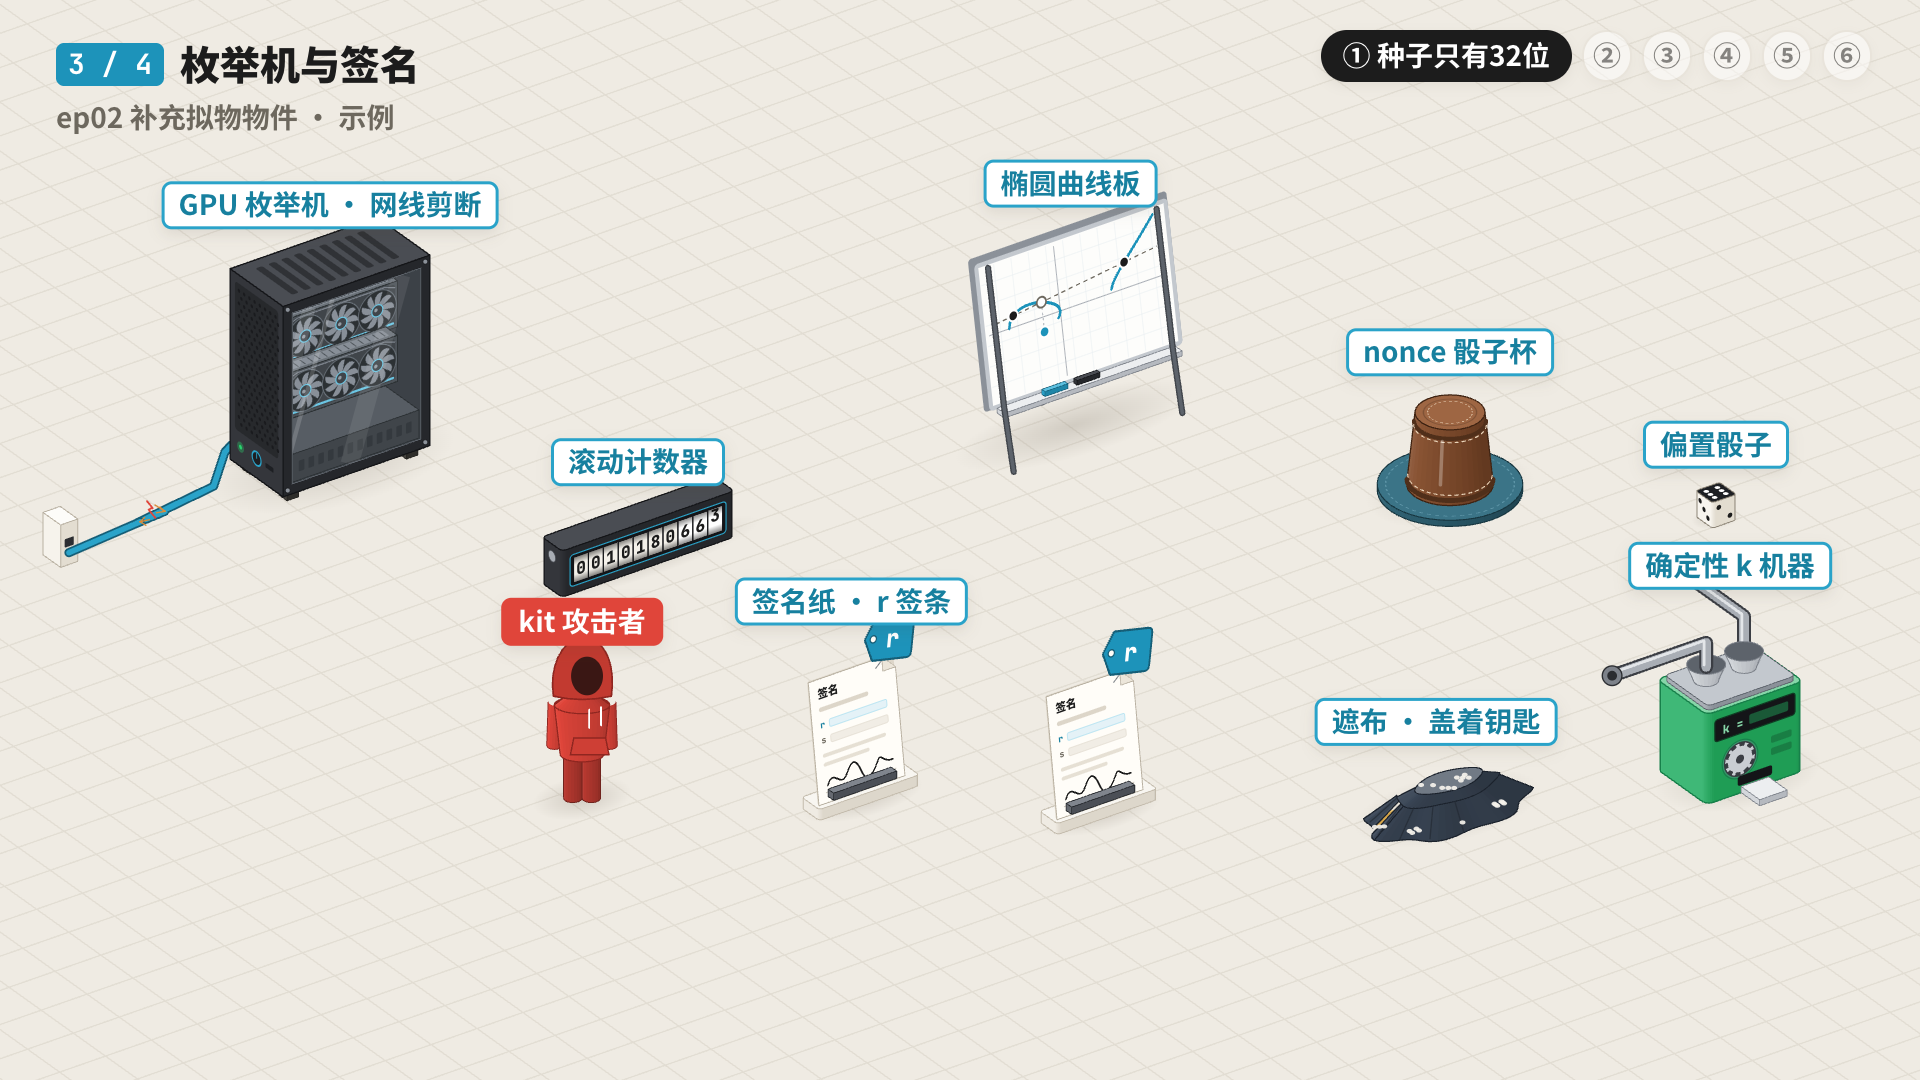 3 / 4 枚举机与签名
ep02 补充拟物物件 · 示例
① 种子只有32位 ② ③ ④ ⑤ ⑥
GPU 枚举机 · 网线剪断
椭圆曲线板
nonce 骰子杯
偏置骰子
滚动计数器
0010180663
确定性 k 机器
k =
kit 攻击者
签名纸 · r 签条
r
签名
r
s
r
签名
r
s
遮布 · 盖着钥匙